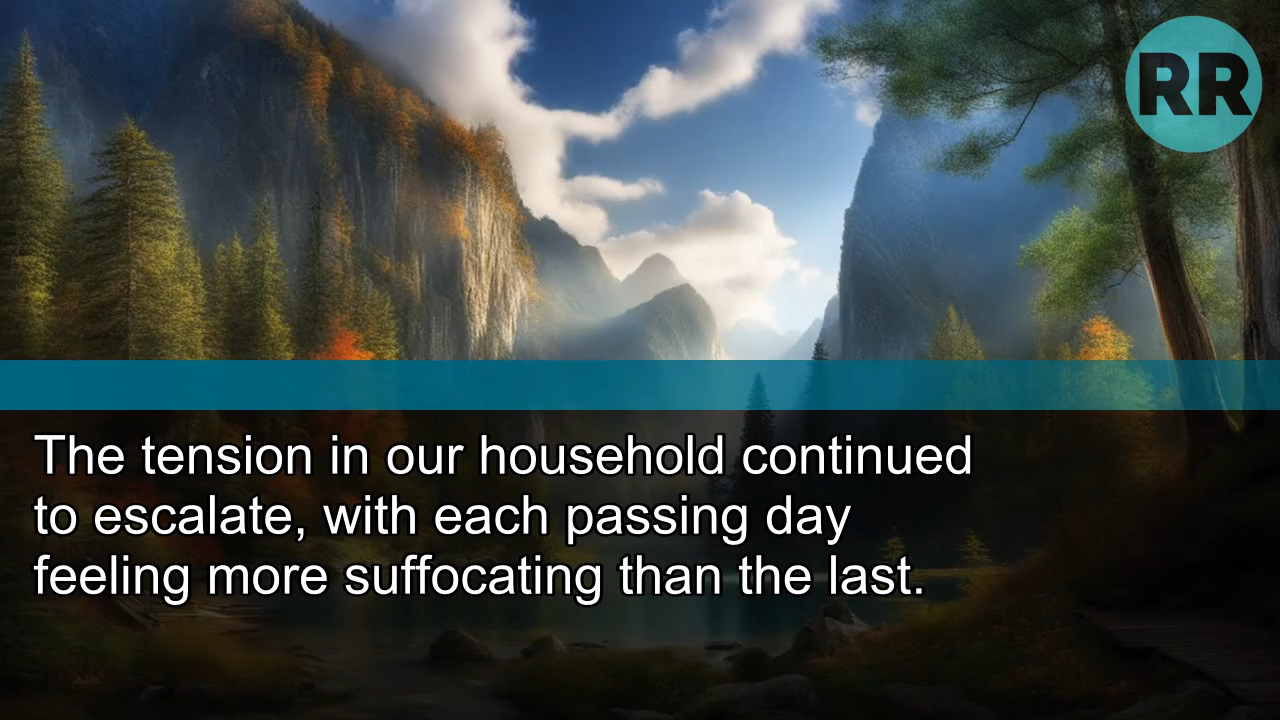 RR
The tension in our household continued
to escalate, with each passing day
feeling more suffocating than the last.